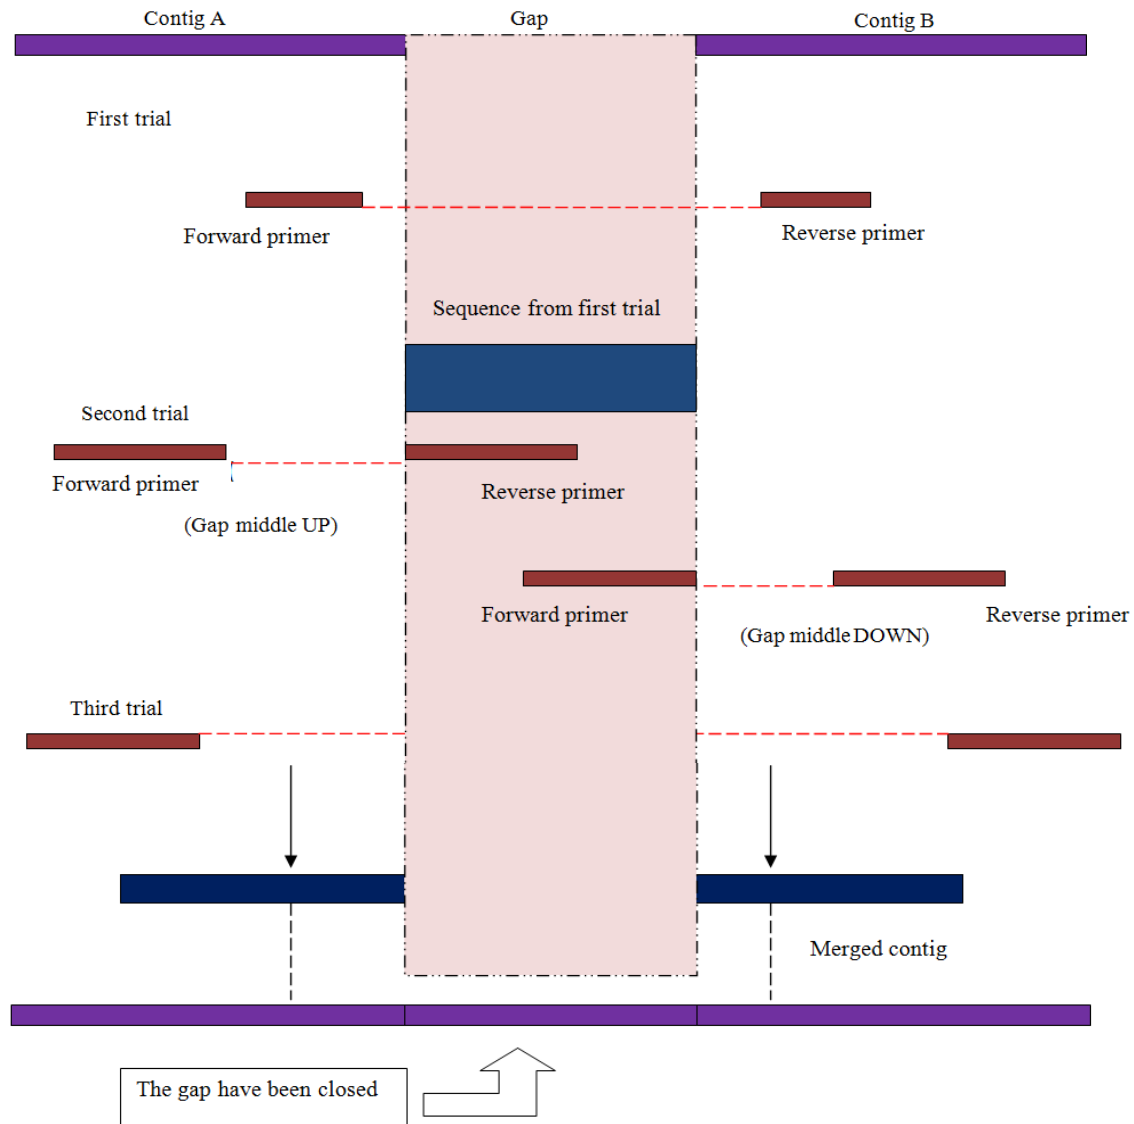 Contig A
Gap
Contig B
First trial
Forward primer
Reverse primer
Sequence from first trial
Second trial
Forward primer
Reverse primer
(Gap middle UP)
Forward primer
Reverse primer
(Gap middle DOWN)
Third trial
Merged contig
The gap have been closed